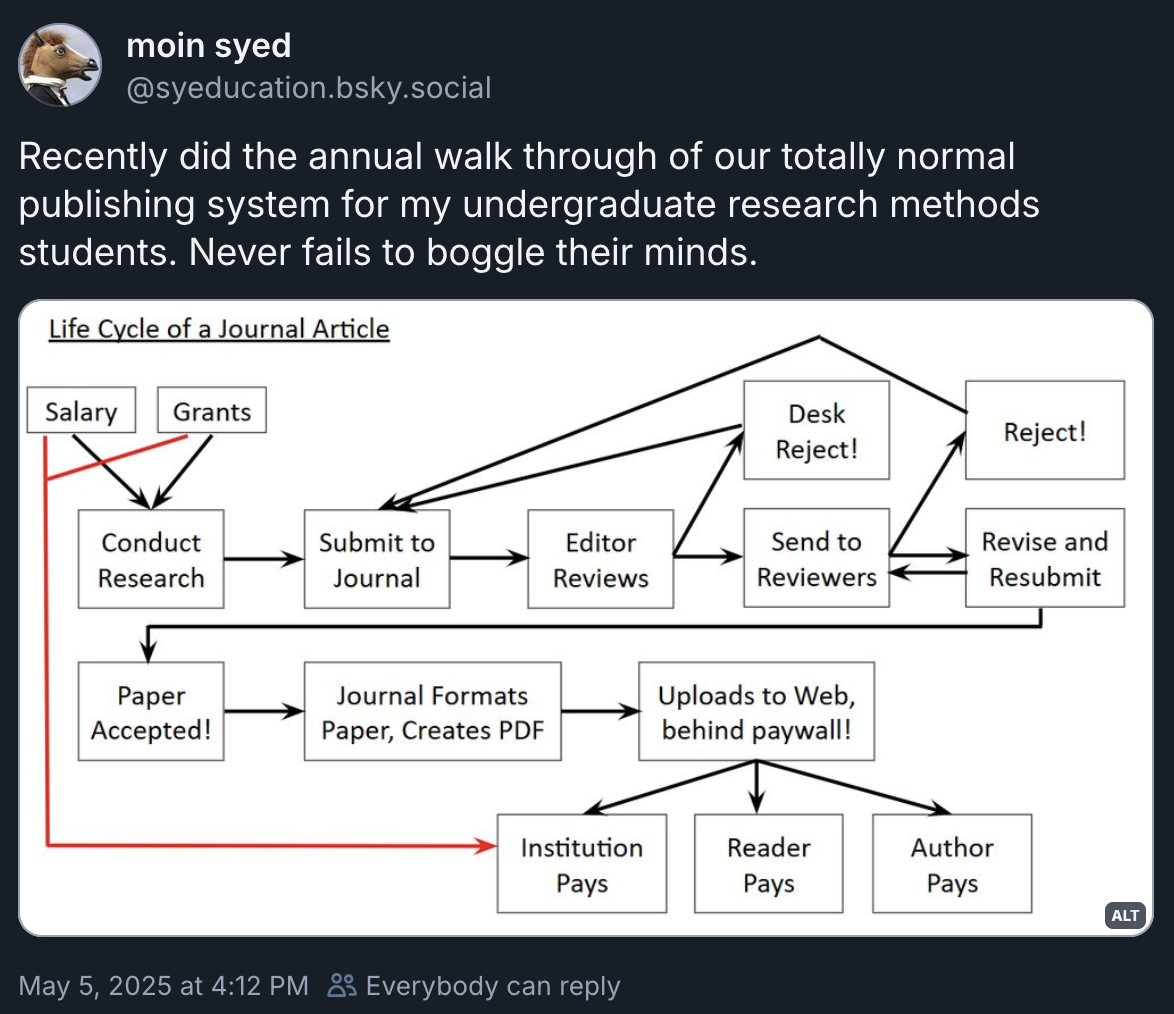 moin syed
@syeducation.bsky.social
Recently did the annual walk through of our totally normal
publishing system for my undergraduate research methods
students. Never fails to boggle their minds.
Life Cycle of a Journal Article
Salary
Grants
Desk
Reject!
Reject!
Conduct
Research
Submit to
Journal
Editor
Reviews
Send to
Reviewers
Revise and
Resubmit
Paper
Accepted!
Journal Formats
Paper, Creates PDF
Uploads to Web,
behind paywall!
Institution
Pays
Reader
Pays
Author
Pays
ALT
May 5, 2025 at 4:12 PM Everybody can reply